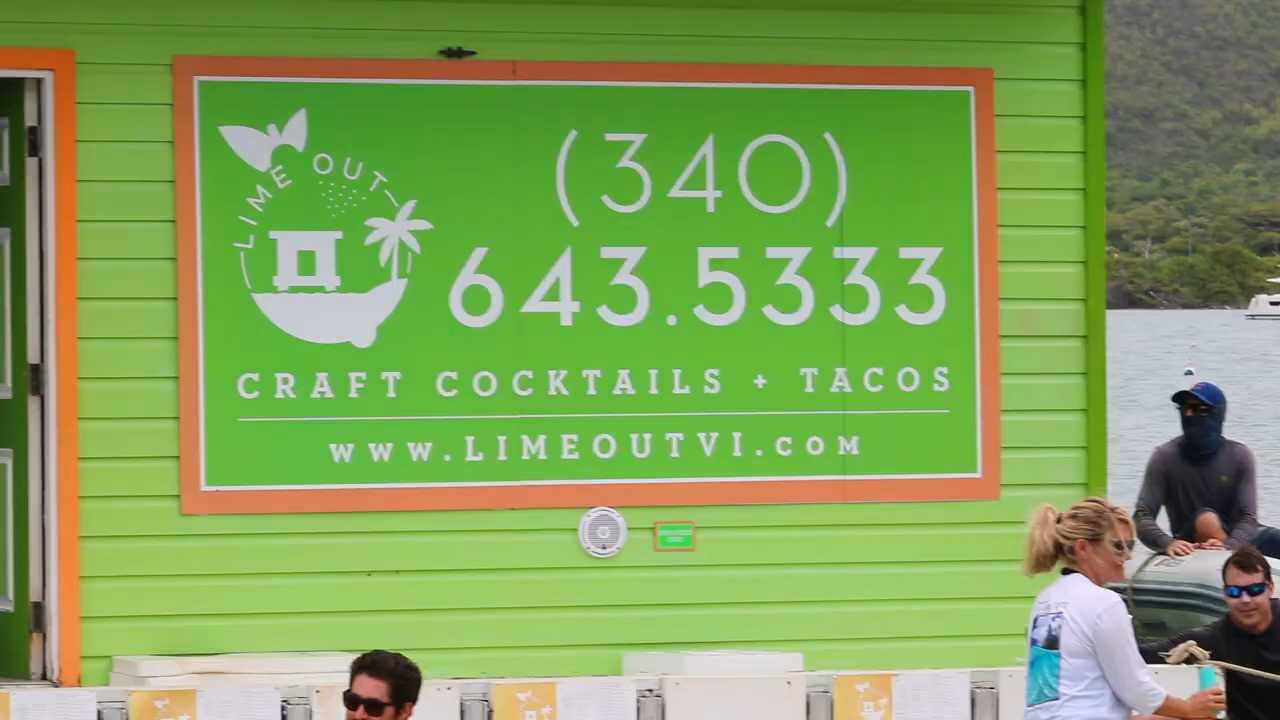 LIME OUT
(340)
643.5333
CRAFT COCKTAILS + TACOS
WWW.LIMEOUTVI.COM